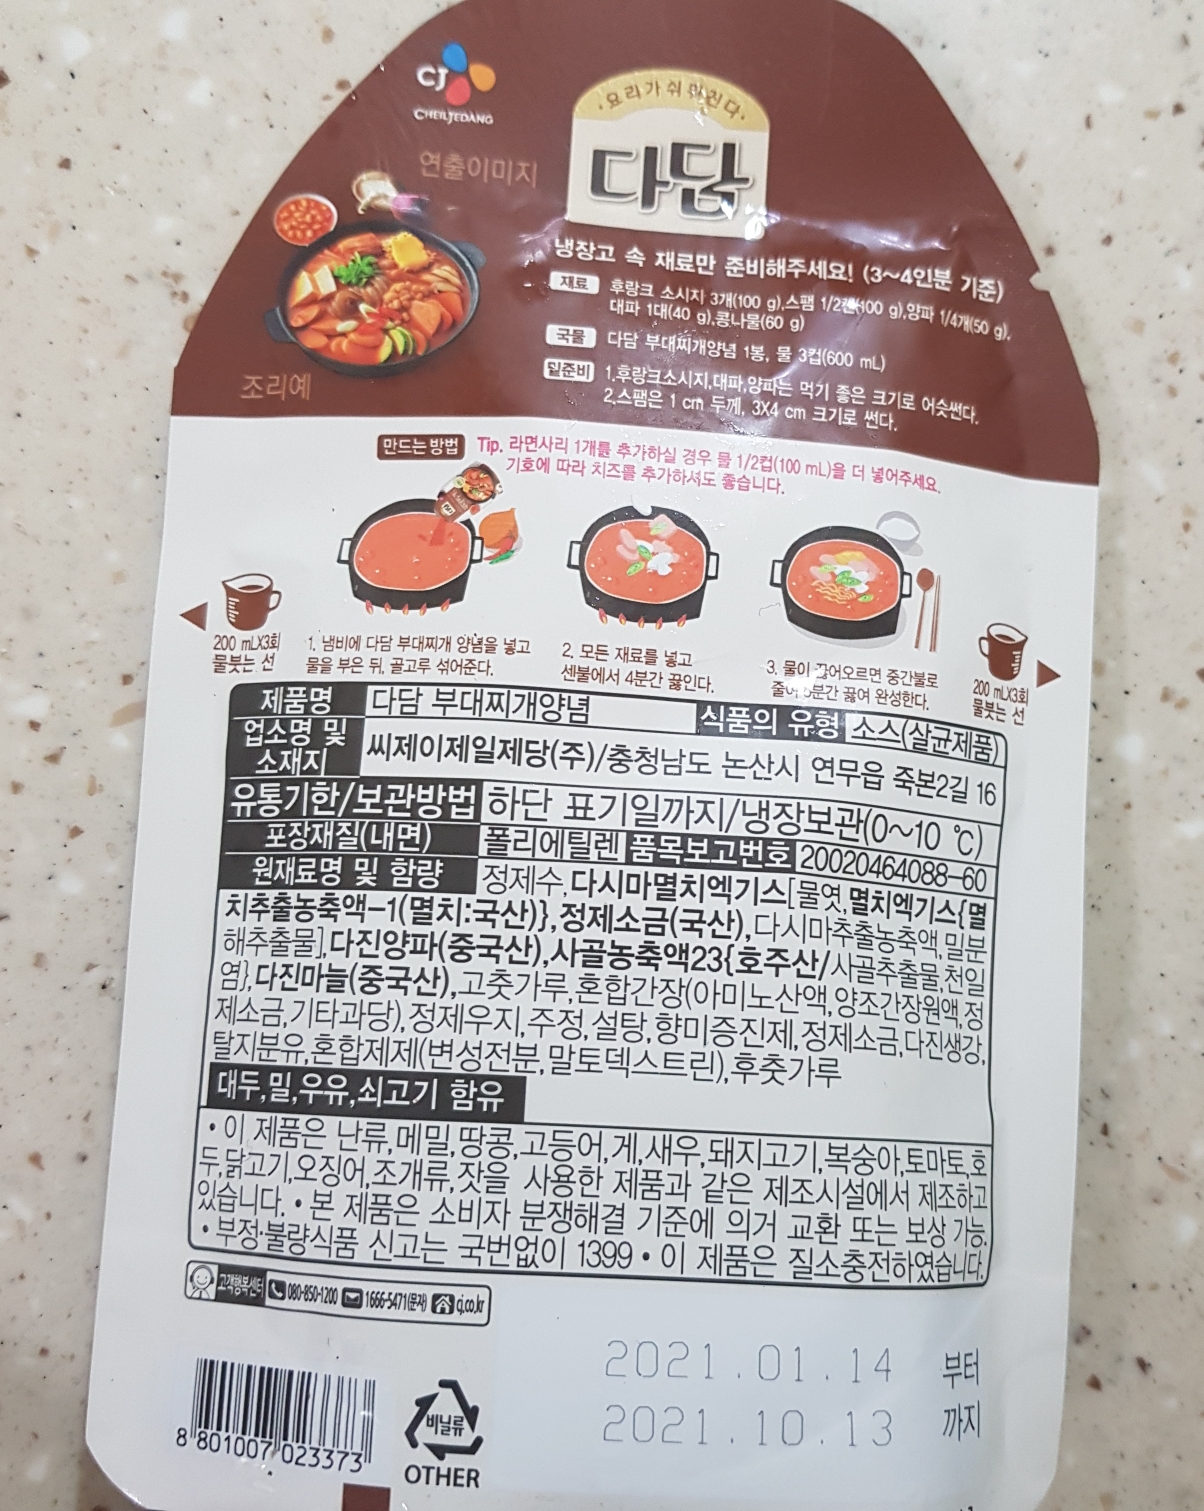 CJ
CHEILJEDANG
요리가 쉬워진다
다담
연출이미지
조리예
냉장고 속 재료만 준비해주세요! (3~4인분 기준)
재료 후랑크 소시지 3개(100 g),스팸 1/2캔(100 g),양파 1/4개(50 g),
대파 1대(40 g),콩나물(60 g)
국물 다담 부대찌개양념 1봉, 물 3컵(600 mL)
밑준비 1.후랑크소시지,대파,양파는 먹기 좋은 크기로 어슷썬다.
2.스팸은 1 cm 두께, 3X4 cm 크기로 썬다.
만드는 방법 Tip. 라면사리 1개를 추가하실 경우 물 1/2컵(100 mL)을 더 넣어주세요.
기호에 따라 치즈를 추가하셔도 좋습니다.
200 mLX3회
물붓는 선
1. 냄비에 다담 부대찌개 양념을 넣고
물을 부은 뒤, 골고루 섞어준다.
2. 모든 재료를 넣고
센불에서 4분간 끓인다.
3. 물이 끓어오르면 중간불로
줄여 5분간 끓여 완성한다.
200 mLX3회
물붓는 선
제품명 다담 부대찌개양념 식품의 유형 소스(살균제품)
업소명 및
소재지 씨제이제일제당(주)/충청남도 논산시 연무읍 죽본2길 16
유통기한/보관방법 하단 표기일까지/냉장보관(0~10 ℃)
포장재질(내면) 폴리에틸렌 품목보고번호 20020464088-60
원재료명 및 함량 정제수,다시마멸치엑기스[물엿,멸치엑기스{멸
치추출농축액-1(멸치:국산)},정제소금(국산),다시마추출농축액,밀분
해추출물],다진양파(중국산),사골농축액23{호주산/사골추출물,천일
염},다진마늘(중국산),고춧가루,혼합간장(아미노산액,양조간장원액,정
제소금,기타과당),정제우지,주정,설탕,향미증진제,정제소금,다진생강,
탈지분유,혼합제제(변성전분,말토덱스트린),후춧가루
대두,밀,우유,쇠고기 함유
• 이 제품은 난류,메밀,땅콩,고등어,게,새우,돼지고기,복숭아,토마토,호
두,닭고기,오징어,조개류,잣을 사용한 제품과 같은 제조시설에서 제조하고
있습니다. • 본 제품은 소비자 분쟁해결 기준에 의거 교환 또는 보상 가능.
• 부정·불량식품 신고는 국번없이 1399 • 이 제품은 질소충전하였습니다.
고객행복센터 080-850-1200 1666-5471(문자) cj.co.kr
2021.01.14 부터
2021.10.13 까지
8 801007 023373
비닐류
OTHER